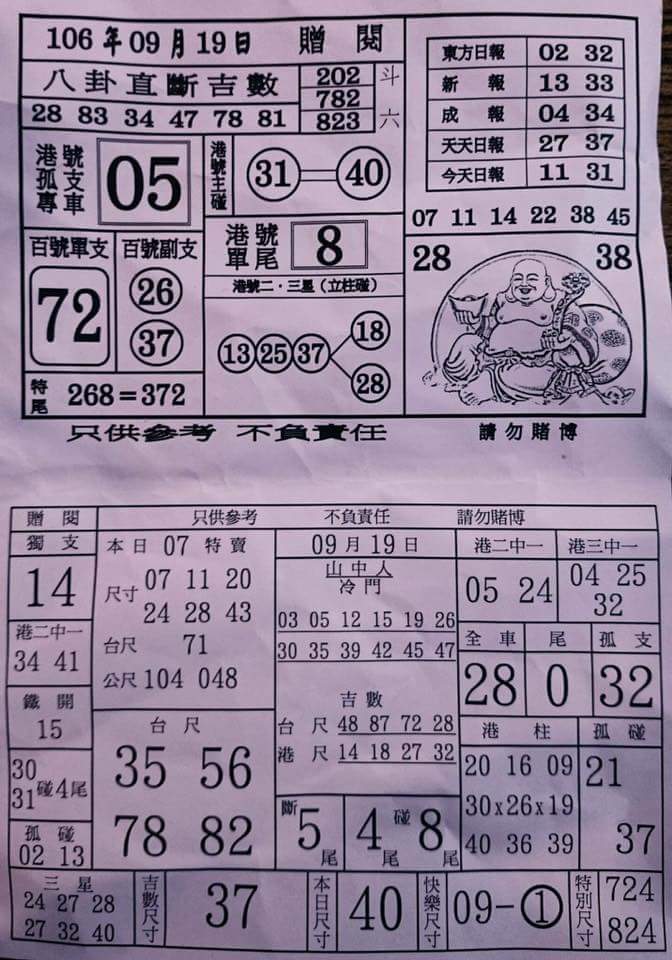 106年09月19日 贈閱
八卦直斷吉數
28 83 34 47 78 81
202
782
823
斗六
港號孤支專車
05
港號主碰
31 40
港號單尾
8
百號單支
72
百號副支
26
37
港號二·三星(立柱碰)
13 25 37
18
28
特尾 268=372
東方日報 02 32
新報 13 33
成報 04 34
天天日報 27 37
今天日報 11 31
07 11 14 22 38 45
28 38
只供參考 不負責任 請勿賭博
贈閱 只供參考 不負責任 請勿賭博
獨支
14
港二中一
34 41
鐵開
15
30
31 碰4尾
孤碰
02 13
本日07特賣
尺寸 07 11 20
24 28 43
台尺 71
公尺 104 048
台尺
35 56
78 82
09月19日
山中人
冷門
03 05 12 15 19 26
30 35 39 42 45 47
吉數
台尺 48 87 72 28
港尺 14 18 27 32
斷5尾
4尾碰8尾
港二中一
05 24
港三中一
04 25
32
全車
28
尾
0
孤支
32
港柱
20 16 09
30x26x19
40 36 39
孤碰
21
37
三星
24 27 28
27 32 40
吉數尺寸
37
本日尺寸
40
快樂尺寸
09-1
特別尺寸
724
824